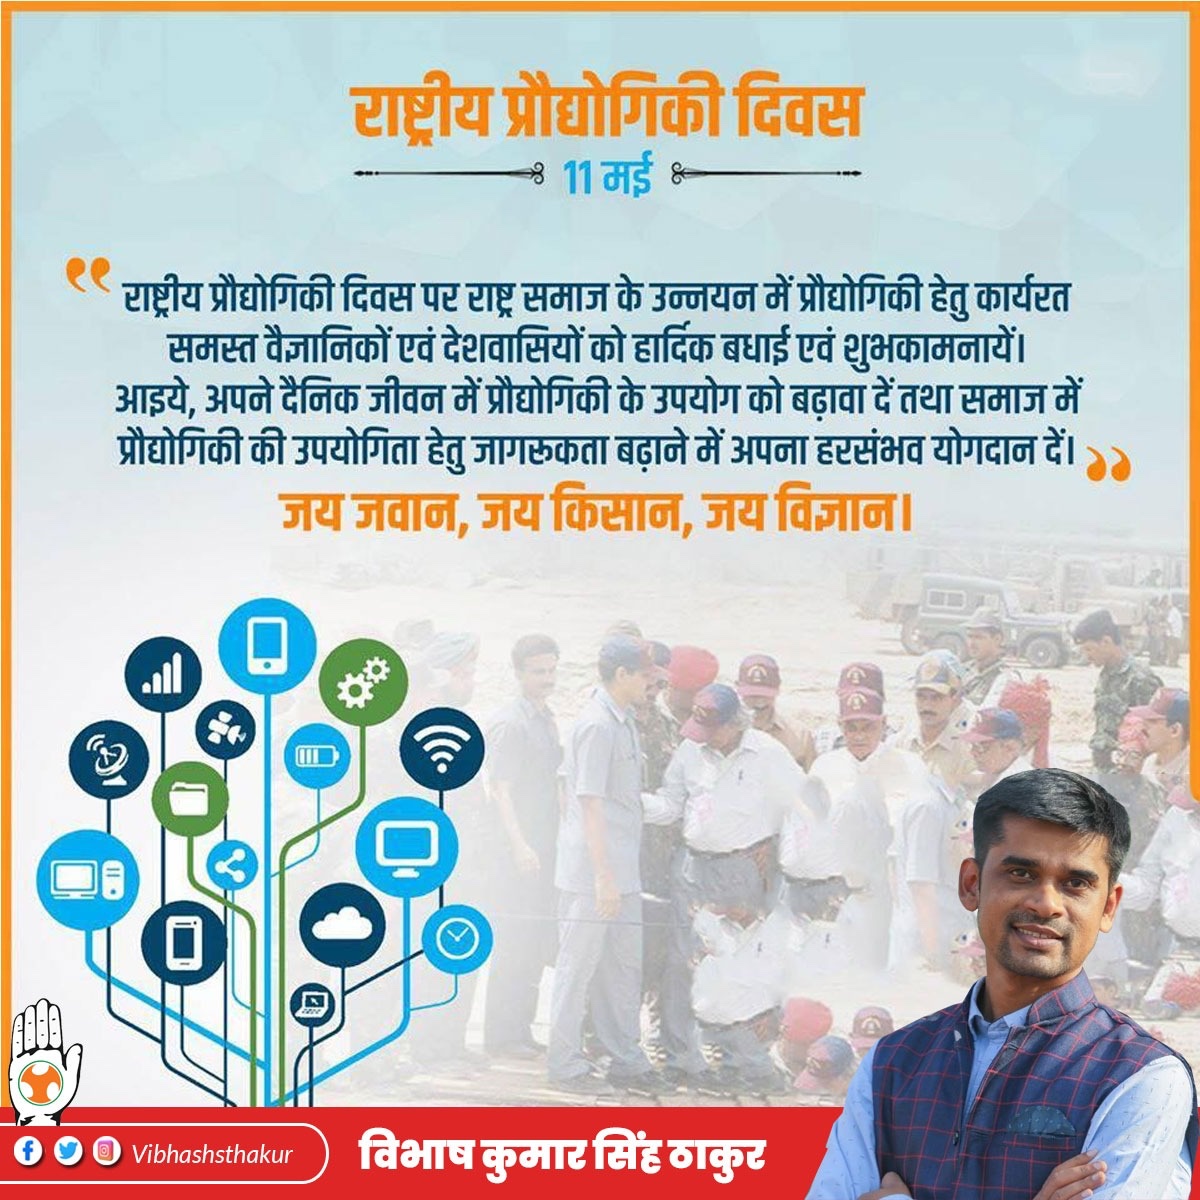 राष्ट्रीय प्रौद्योगिकी दिवस
11 मई
“ राष्ट्रीय प्रौद्योगिकी दिवस पर राष्ट्र समाज के उन्नयन में प्रौद्योगिकी हेतु कार्यरत
समस्त वैज्ञानिकों एवं देशवासियों को हार्दिक बधाई एवं शुभकामनायें।
आइये, अपने दैनिक जीवन में प्रौद्योगिकी के उपयोग को बढ़ावा दें तथा समाज में
प्रौद्योगिकी की उपयोगिता हेतु जागरूकता बढ़ाने में अपना हरसंभव योगदान दें। ”
जय जवान, जय किसान, जय विज्ञान।
Vibhashsthakur
विभाष कुमार सिंह ठाकुर